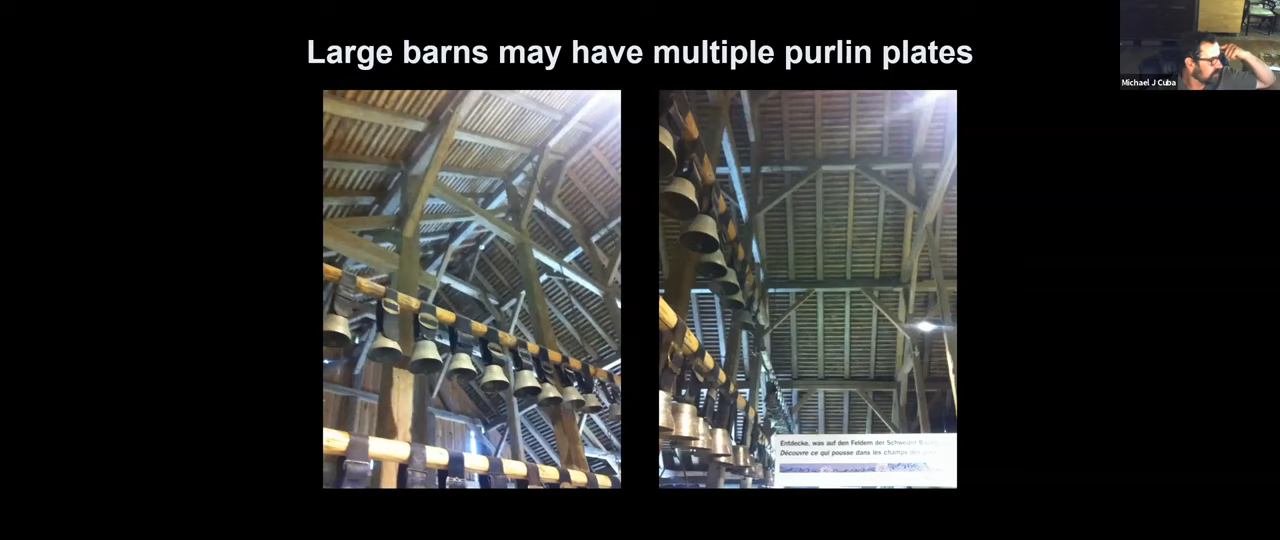 Large barns may have multiple purlin plates
Michael J Cuba
Entdecke, was auf den Feldern der Schweizer
Découvre ce qui pousse dans les champs des